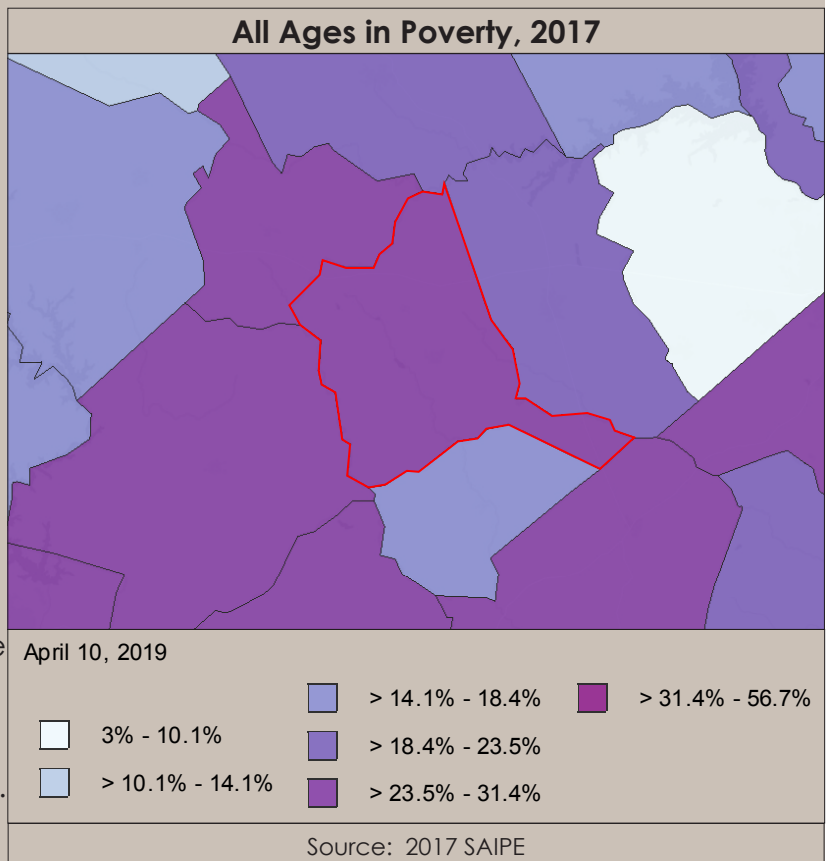 All Ages in Poverty, 2017
e
April 10, 2019
3% - 10.1%
> 10.1% - 14.1%
> 14.1% - 18.4%
> 18.4% - 23.5%
> 23.5% - 31.4%
> 31.4% - 56.7%
.
Source: 2017 SAIPE